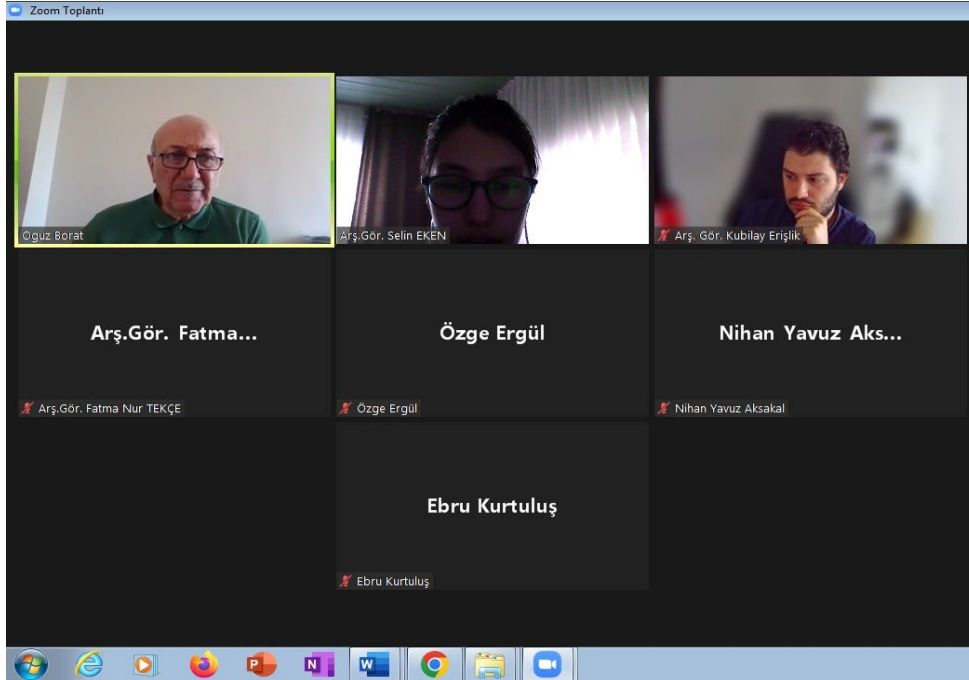 Zoom Toplantı
Oguz Borat
Arş.Gör. Selin EKEN
Arş. Gör. Kubilay Erişlik
Arş.Gör. Fatma...
Özge Ergül
Nihan Yavuz Aks...
Arş.Gör. Fatma Nur TEKÇE
Özge Ergül
Nihan Yavuz Aksakal
Ebru Kurtuluş
Ebru Kurtuluş
P
N
W